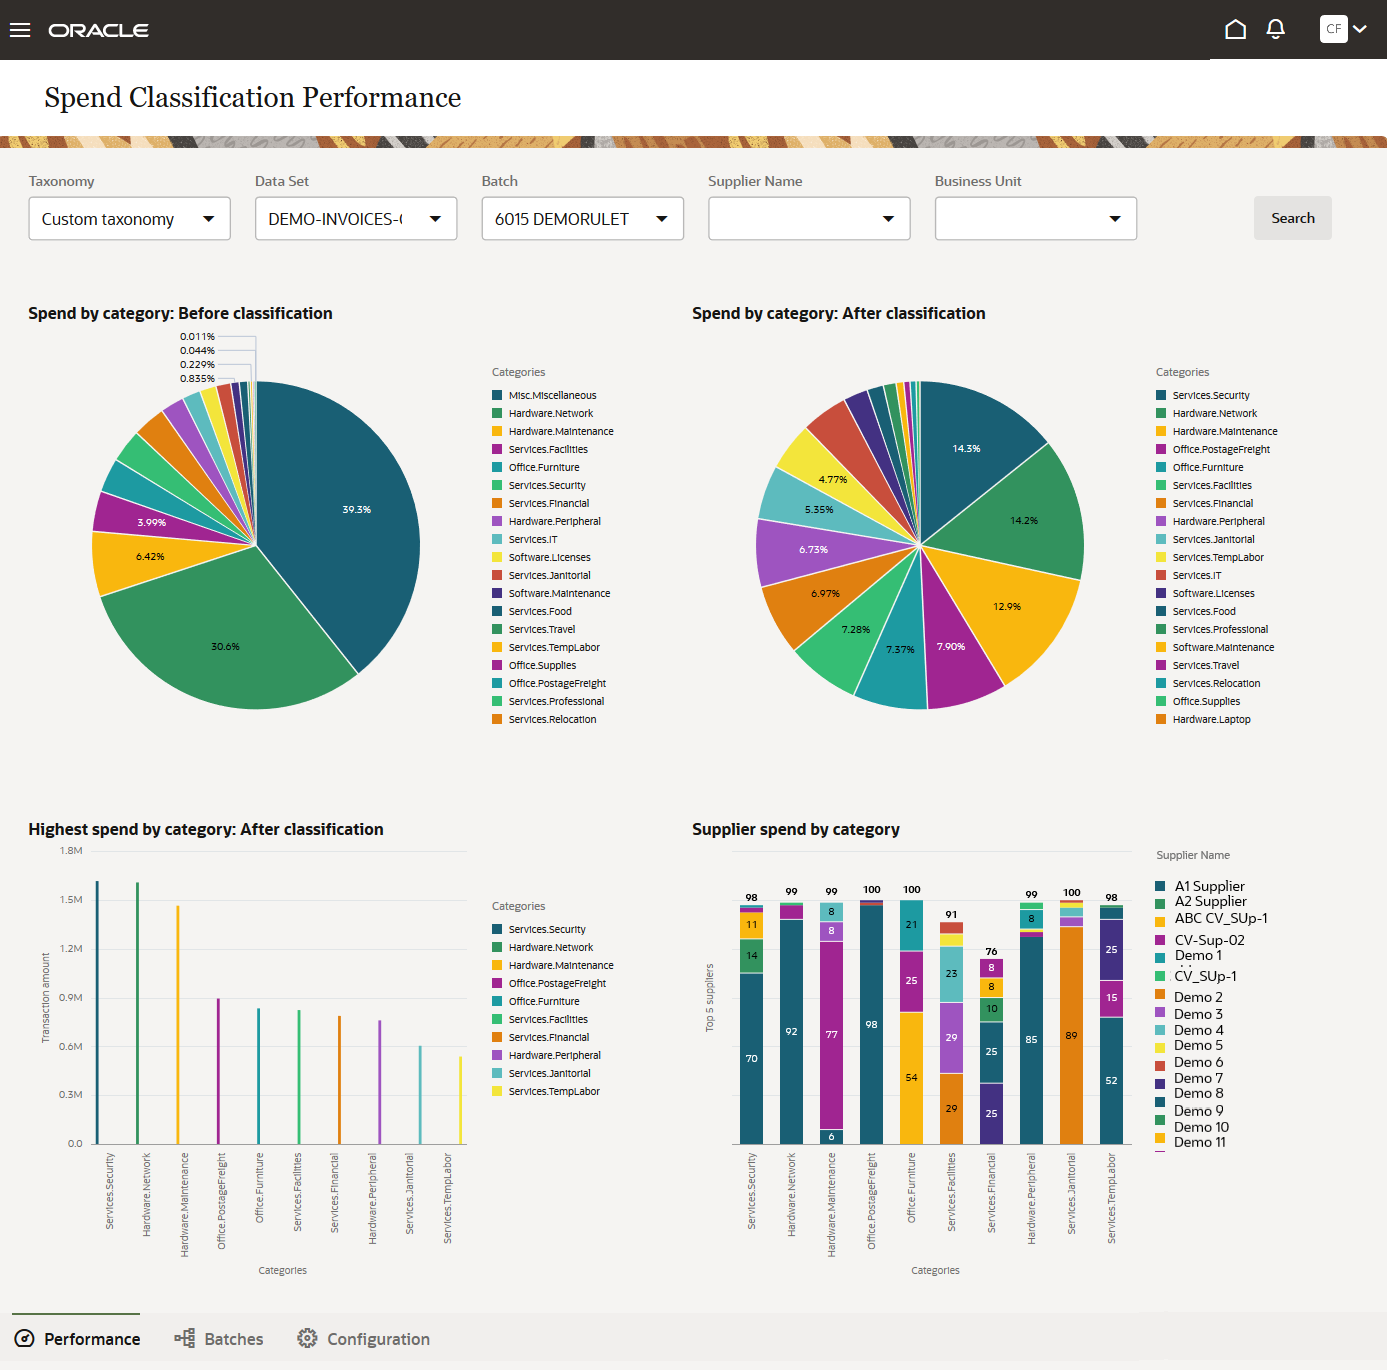 ORACLE
CF
Spend Classification Performance
Taxonomy
Data Set
Batch
Supplier Name
Business Unit
Custom taxonomy
DEMO-INVOICES-
6015 DEMORULET
Search
Spend by category: Before classification
0.011%
0.044%
0.229%
0.835%
39.3%
3.99%
6.42%
30.6%
Categories
Misc.Miscellaneous
Hardware.Network
Hardware.Maintenance
Services.Facilities
Office.Furniture
Services.Security
Services.Financial
Hardware.Peripheral
Services.IT
Software.Licenses
Services.Janitorial
Software.Maintenance
Services.Food
Services.Travel
Services.TempLabor
Office.Supplies
Office.PostageFreight
Services.Professional
Services.Relocation
Spend by category: After classification
14.3%
4.77%
5.35%
14.2%
6.73%
6.97%
12.9%
7.28%
7.37%
7.90%
Categories
Services.Security
Hardware.Network
Hardware.Maintenance
Office.PostageFreight
Office.Furniture
Services.Facilities
Services.Financial
Hardware.Peripheral
Services.Janitorial
Services.TempLabor
Services.IT
Software.Licenses
Services.Food
Services.Professional
Software.Maintenance
Services.Travel
Services.Relocation
Office.Supplies
Hardware.Laptop
Highest spend by category: After classification
1.8M
1.5M
1.2M
0.9M
0.6M
0.3M
0.0
Transaction amount
Services.Security
Hardware.Network
Hardware.Maintenance
Office.PostageFreight
Office.Furniture
Services.Facilities
Services.Financial
Hardware.Peripheral
Services.Janitorial
Services.TempLabor
Categories
Categories
Services.Security
Hardware.Network
Hardware.Maintenance
Office.PostageFreight
Office.Furniture
Services.Facilities
Services.Financial
Hardware.Peripheral
Services.Janitorial
Services.TempLabor
Supplier spend by category
Top 5 suppliers
98
11
14
70
99
92
99
8
8
77
6
100
98
100
21
25
54
91
23
29
29
76
8
8
10
25
25
99
8
85
100
89
98
25
15
52
Services.Security
Hardware.Network
Hardware.Maintenance
Office.PostageFreight
Office.Furniture
Services.Facilities
Services.Financial
Hardware.Peripheral
Services.Janitorial
Services.TempLabor
Categories
Supplier Name
A1 Supplier
A2 Supplier
ABC CV_SUp-1
CV-Sup-02
Demo 1
CV_SUp-1
Demo 2
Demo 3
Demo 4
Demo 5
Demo 6
Demo 7
Demo 8
Demo 9
Demo 10
Demo 11
Performance
Batches
Configuration